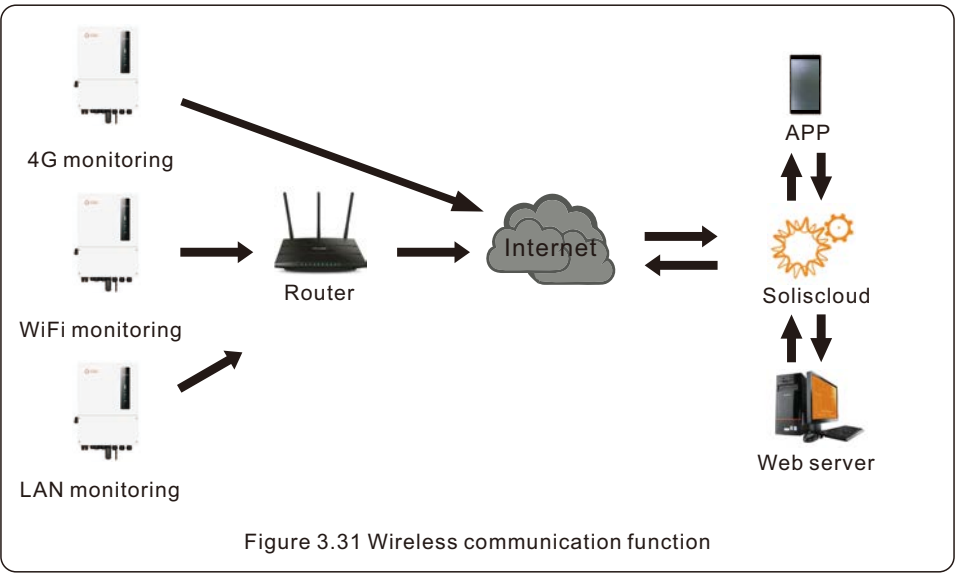 4G monitoring
APP
Internet
Router
WiFi monitoring
Soliscloud
LAN monitoring
Web server
Figure 3.31 Wireless communication function